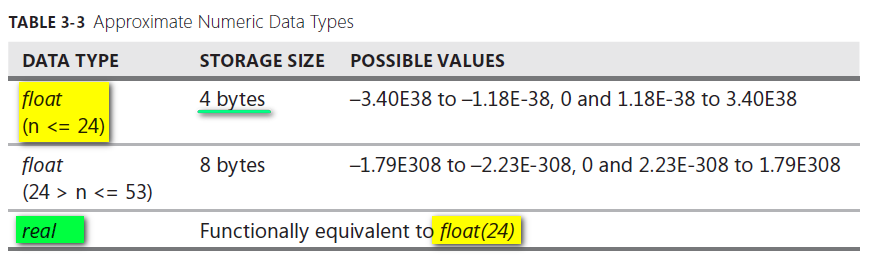 TABLE 3-3 Approximate Numeric Data Types
DATA TYPE STORAGE SIZE POSSIBLE VALUES
float 4 bytes –3.40E38 to –1.18E-38, 0 and 1.18E-38 to 3.40E38
(n <= 24)
float 8 bytes –1.79E308 to –2.23E-308, 0 and 2.23E-308 to 1.79E308
(24 > n <= 53)
real Functionally equivalent to float(24)